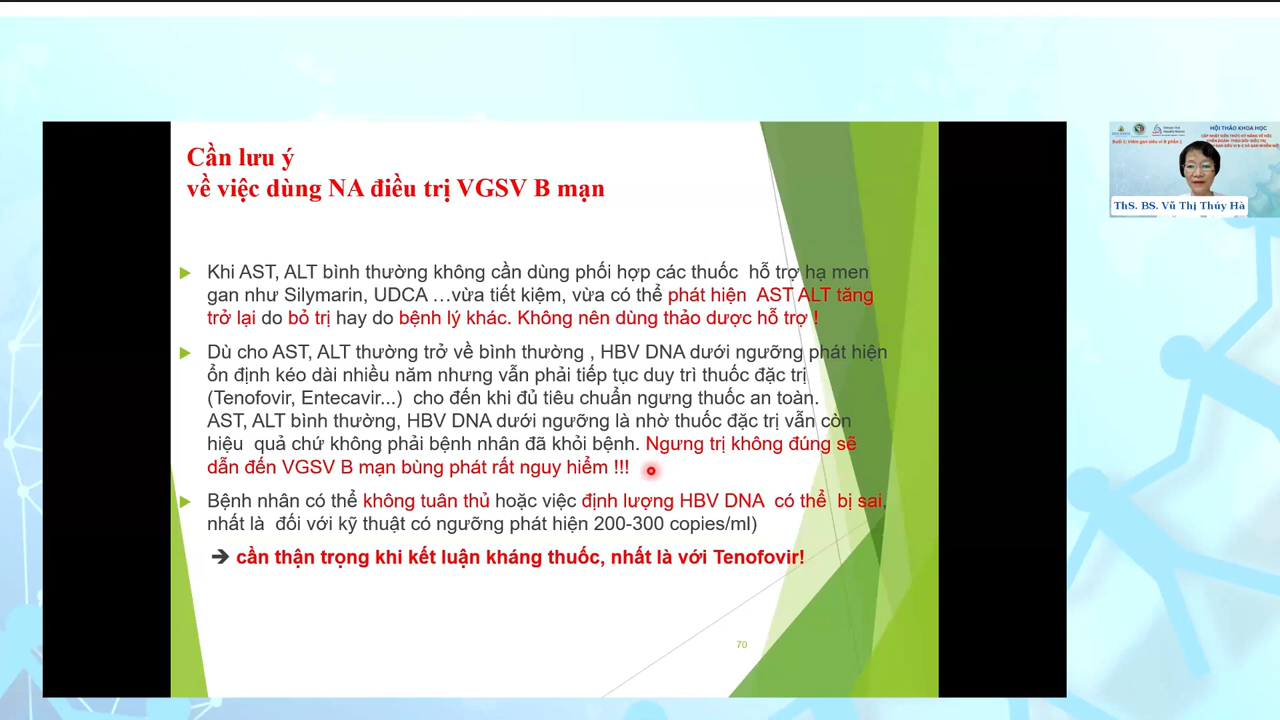 Cần lưu ý
về việc dùng NA điều trị VGSV B mạn
Khi AST, ALT bình thường không cần dùng phối hợp các thuốc hỗ trợ hạ men
gan như Silymarin, UDCA …vừa tiết kiệm, vừa có thể phát hiện AST ALT tăng
trở lại do bỏ trị hay do bệnh lý khác. Không nên dùng thảo dược hỗ trợ !
Dù cho AST, ALT thường trở về bình thường , HBV DNA dưới ngưỡng phát hiện
ổn định kéo dài nhiều năm nhưng vẫn phải tiếp tục duy trì thuốc đặc trị
(Tenofovir, Entecavir...) cho đến khi đủ tiêu chuẩn ngưng thuốc an toàn.
AST, ALT bình thường, HBV DNA dưới ngưỡng là nhờ thuốc đặc trị vẫn còn
hiệu quả chứ không phải bệnh nhân đã khỏi bệnh. Ngưng trị không đúng sẽ
dẫn đến VGSV B mạn bùng phát rất nguy hiểm !!!
Bệnh nhân có thể không tuân thủ hoặc việc định lượng HBV DNA có thể bị sai,
nhất là đối với kỹ thuật có ngưỡng phát hiện 200-300 copies/ml)
➔ cần thận trọng khi kết luận kháng thuốc, nhất là với Tenofovir!
70
HỘI THẢO KHOA HỌC
Buổi 1: Viêm gan siêu vi B phần 1
ThS. BS. Vũ Thị Thúy Hà